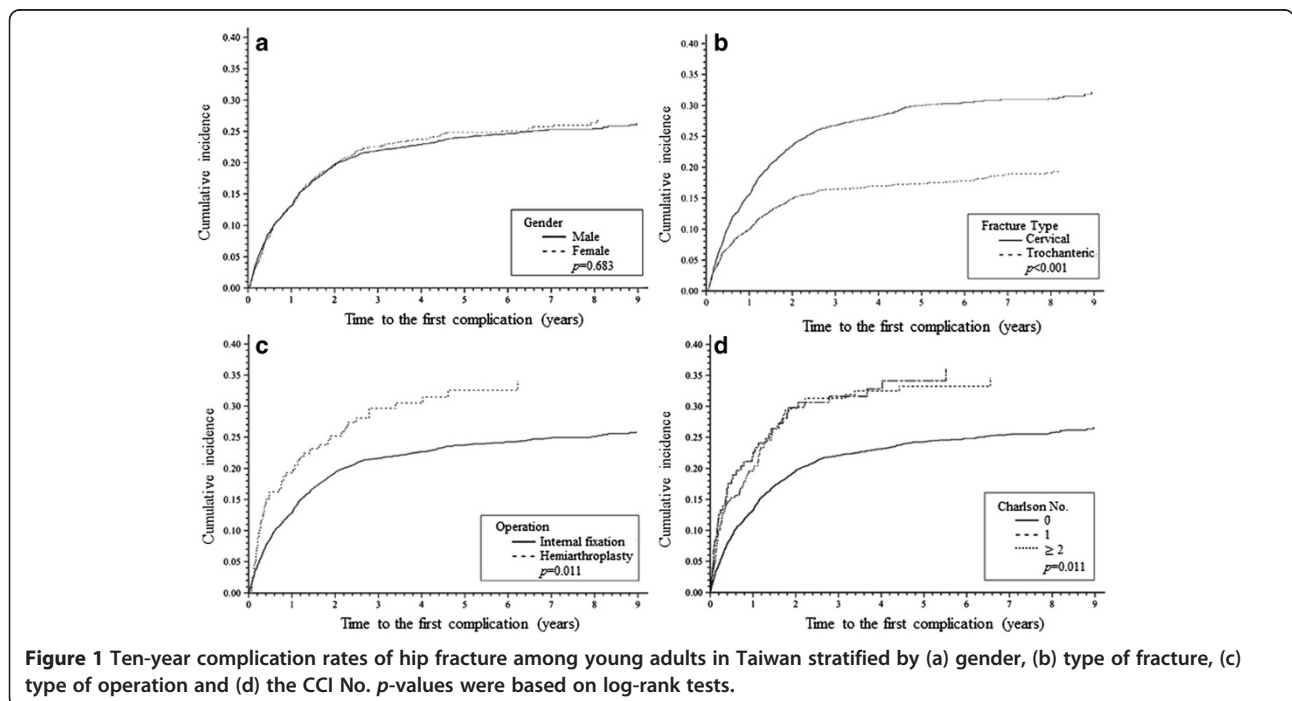 a
0.40
0.35
0.30
0.25
0.20
0.15
0.10
0.05
0.00
Cumulative incidence
0 1 2 3 4 5 6 7 8 9
Time to the first complication (years)
Gender
Male
Female
p=0.683
b
0.40
0.35
0.30
0.25
0.20
0.15
0.10
0.05
0.00
Cumulative incidence
0 1 2 3 4 5 6 7 8 9
Time to the first complication (years)
Fracture Type
Cervical
Trochanteric
p<0.001
c
0.40
0.35
0.30
0.25
0.20
0.15
0.10
0.05
0.00
Cumulative incidence
0 1 2 3 4 5 6 7 8 9
Time to the first complication (years)
Operation
Internal fixation
Hemiarthroplasty
p=0.011
d
0.40
0.35
0.30
0.25
0.20
0.15
0.10
0.05
0.00
Cumulative incidence
0 1 2 3 4 5 6 7 8 9
Time to the first complication (years)
Charlson No.
0
1
≥ 2
p=0.011
Figure 1 Ten-year complication rates of hip fracture among young adults in Taiwan stratified by (a) gender, (b) type of fracture, (c)
type of operation and (d) the CCI No. p-values were based on log-rank tests.